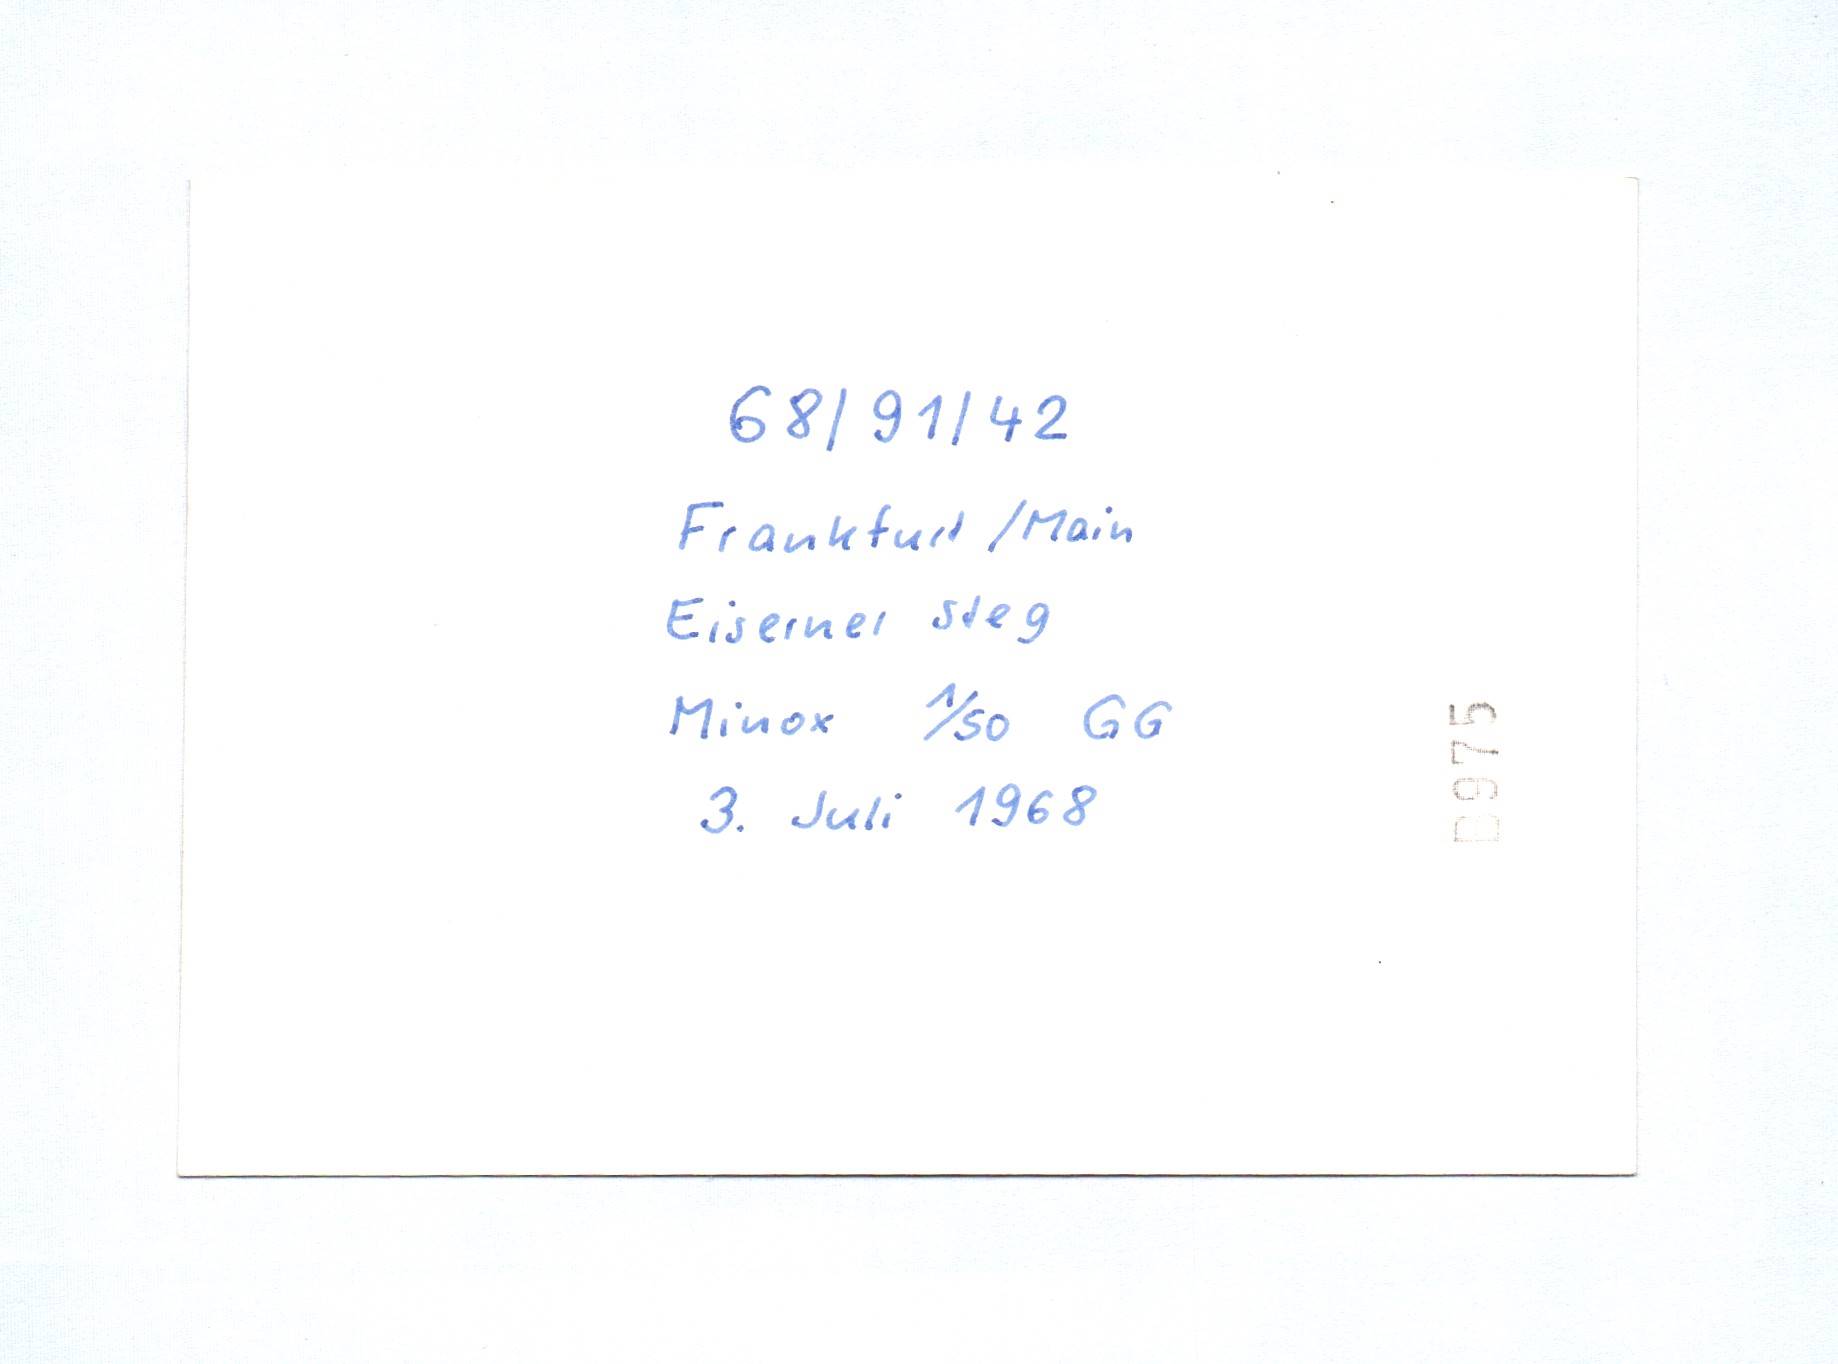 68/91/42
Frankfurt/Main
Eiserner Steg
Minox 1/50 GG
3. Juli 1968
B975